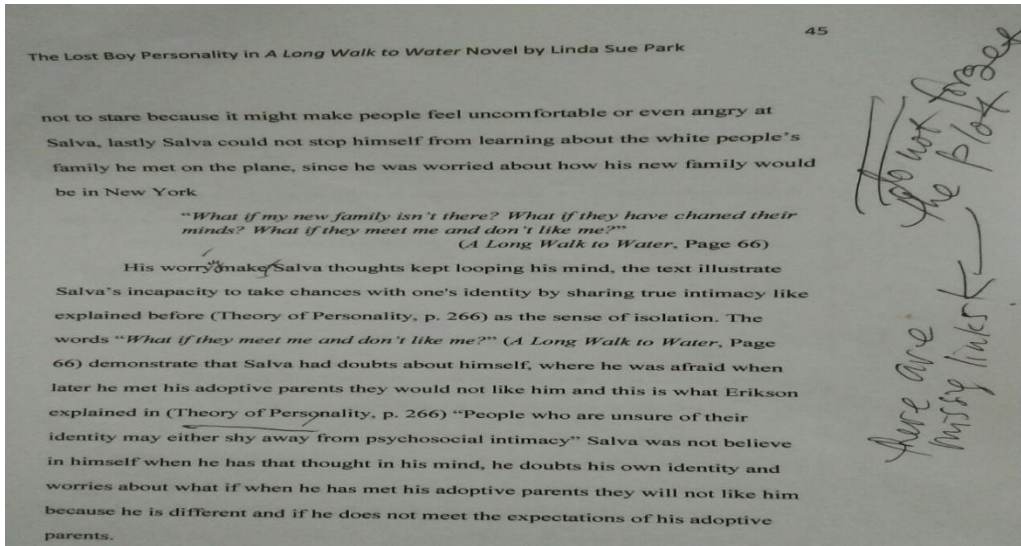 45
The Lost Boy Personality in A Long Walk to Water Novel by Linda Sue Park
not to stare because it might make people feel uncomfortable or even angry at
Salva, lastly Salva could not stop himself from learning about the white people's
family he met on the plane, since he was worried about how his new family would
be in New York
"What if my new family isn't there? What if they have chaned their
minds? What if they meet me and don't like me?"
(A Long Walk to Water, Page 66)
His worry make Salva thoughts kept looping his mind, the text illustrate
Salva's incapacity to take chances with one's identity by sharing true intimacy like
explained before (Theory of Personality, p. 266) as the sense of isolation. The
words "What if they meet me and don't like me?" (A Long Walk to Water, Page
66) demonstrate that Salva had doubts about himself, where he was afraid when
later he met his adoptive parents they would not like him and this is what Erikson
explained in (Theory of Personality, p. 266) "People who are unsure of their
identity may either shy away from psychosocial intimacy" Salva was not believe
in himself when he has that thought in his mind, he doubts his own identity and
worries about what if when he has met his adoptive parents they will not like him
because he is different and if he does not meet the expectations of his adoptive
parents.
do not forget
the plot
there are
missg links